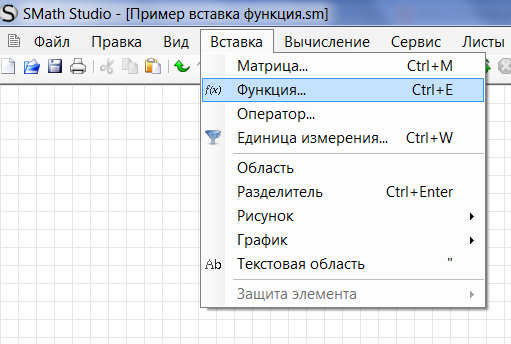 SMath Studio - [Пример вставка функция.sm]
Файл Правка Вид Вставка Вычисление Сервис Листы
Матрица... Ctrl+M
f(x) Функция... Ctrl+E
Оператор...
Единица измерения... Ctrl+W
Область
Разделитель Ctrl+Enter
Рисунок
График
Ab Текстовая область "
Защита элемента